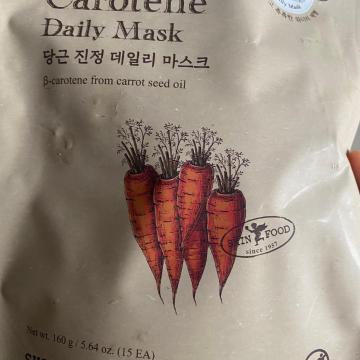 Carotene
Daily Mask
당근 진정 데일리 마스크
β-carotene from carrot seed oil
SKIN FOOD
since 1957
Net wt. 160 g / 5.64 oz. (15 EA)